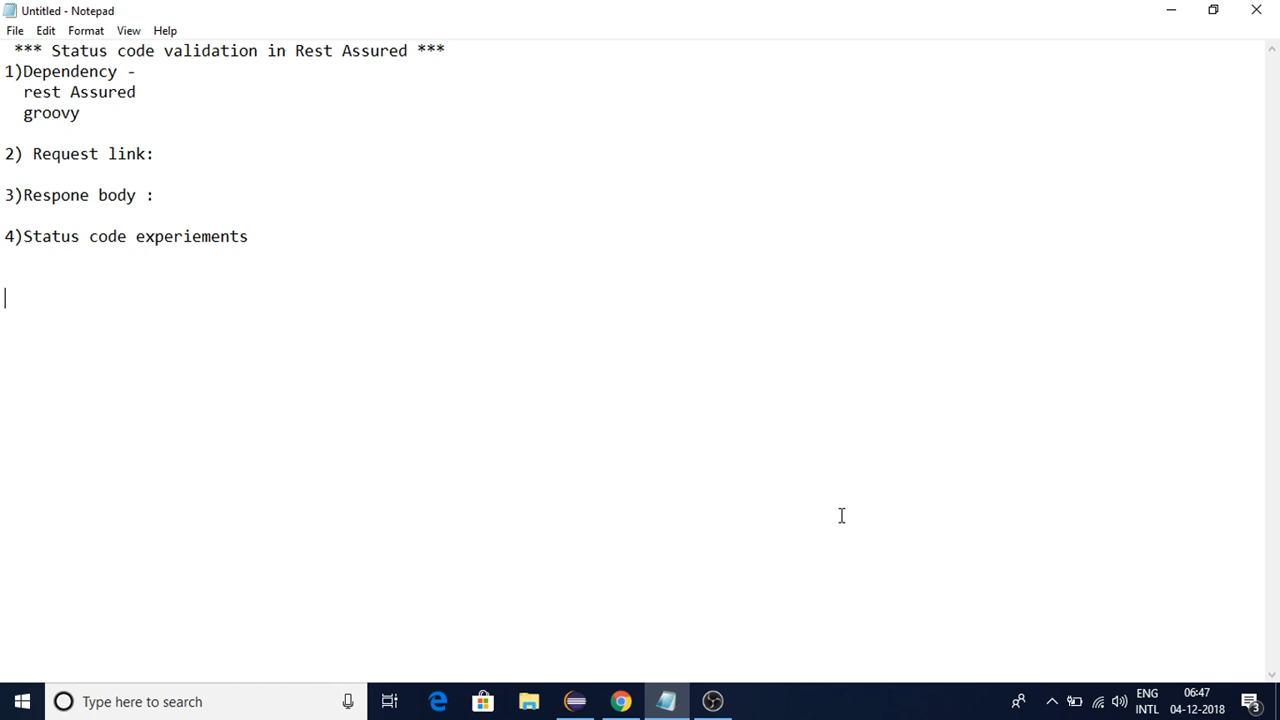 Untitled - Notepad
File Edit Format View Help
*** Status code validation in Rest Assured ***
1)Dependency -
rest Assured
groovy
2) Request link:
3)Respone body :
4)Status code experiements
Type here to search
ENG
INTL
06:47
04-12-2018
3